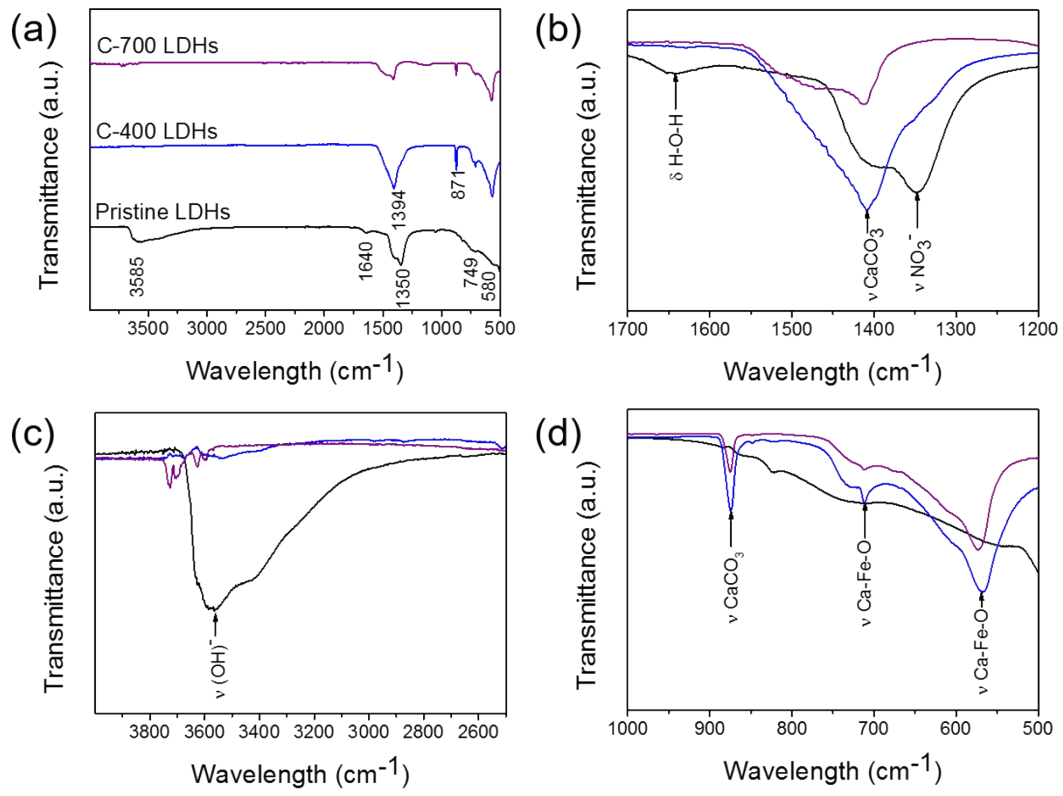 (a)
Transmittance (a.u.)
C-700 LDHs
C-400 LDHs
Pristine LDHs
3585
1640
1394
1350
871
749
580
3500 3000 2500 2000 1500 1000 500
Wavelength (cm-1)
(b)
Transmittance (a.u.)
δ H-O-H
ν CaCO3
ν NO3-
1700 1600 1500 1400 1300 1200
Wavelength (cm-1)
(c)
Transmittance (a.u.)
ν (OH)-
3800 3600 3400 3200 3000 2800 2600
Wavelength (cm-1)
(d)
Transmittance (a.u.)
ν CaCO3
ν Ca-Fe-O
ν Ca-Fe-O
1000 900 800 700 600 500
Wavelength (cm-1)